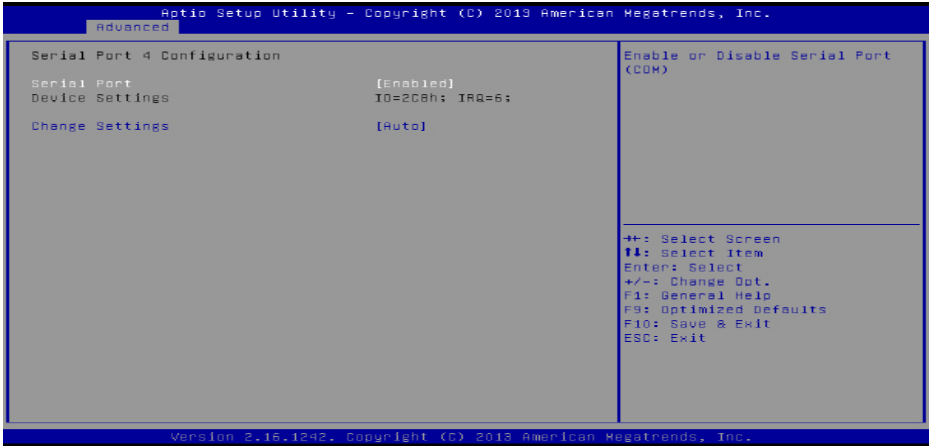 Aptio Setup Utility – Copyright (C) 2013 American Megatrends, Inc.
Advanced
Serial Port 4 Configuration
Serial Port [Enabled]
Device Settings IO=2C8h; IRQ=6;
Change Settings [Auto]
Enable or Disable Serial Port
(COM)
→←: Select Screen
↑↓: Select Item
Enter: Select
+/-: Change Opt.
F1: General Help
F9: Optimized Defaults
F10: Save & Exit
ESC: Exit
Version 2.16.1242. Copyright (C) 2013 American Megatrends, Inc.